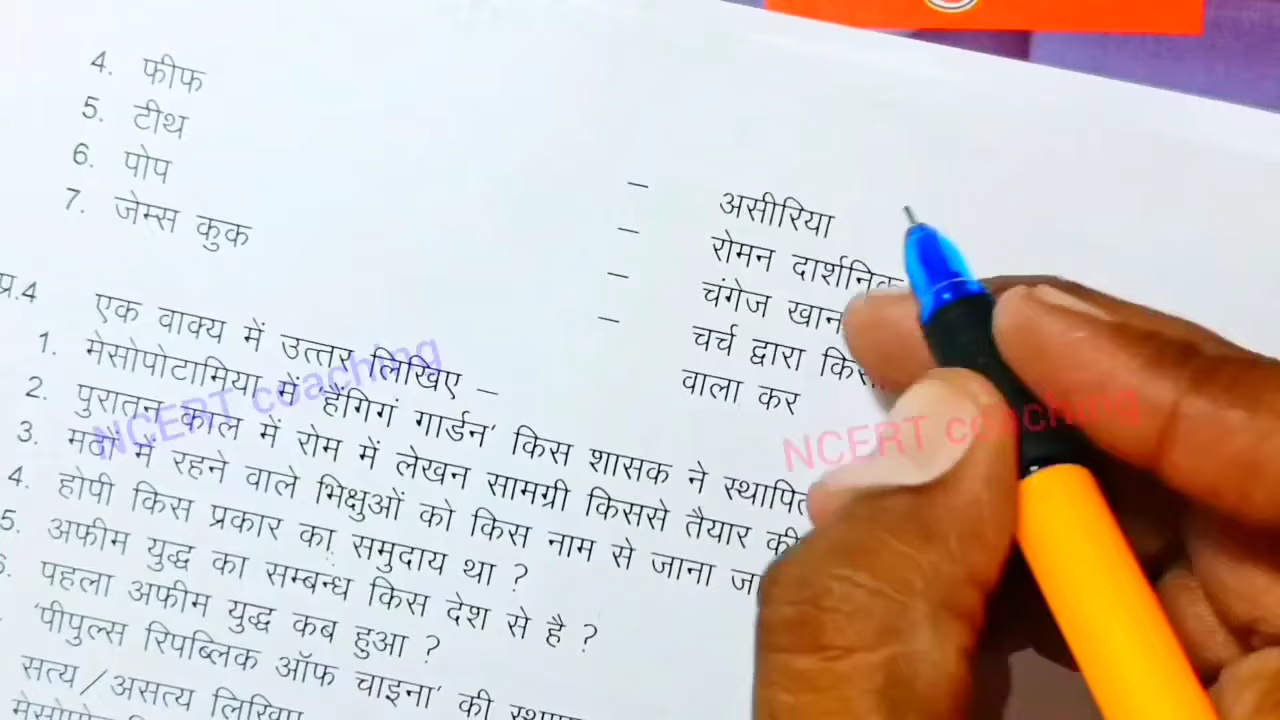 4. फीफ
5. टीथ
6. पोप
7. जेम्स कुक
– असीरिया
– रोमन दार्शनिक
– चंगेज खान
– चर्च द्वारा
वाला कर
प्र.4 एक वाक्य में उत्तर लिखिए –
1. मेसोपोटामिया में 'हैंगिगं गार्डन' किस शासक ने स्थापित
2. पुरातन काल में रोम में लेखन सामग्री किससे तैयार की
3. मठों में रहने वाले भिक्षुओं को किस नाम से जाना
4. होपी किस प्रकार का समुदाय था ?
5. अफीम युद्ध का सम्बन्ध किस देश से है ?
6. पहला अफीम युद्ध कब हुआ ?
'पीपुल्स रिपब्लिक ऑफ चाइना' की
सत्य/असत्य लिखिए
NCERT coaching
NCERT coaching